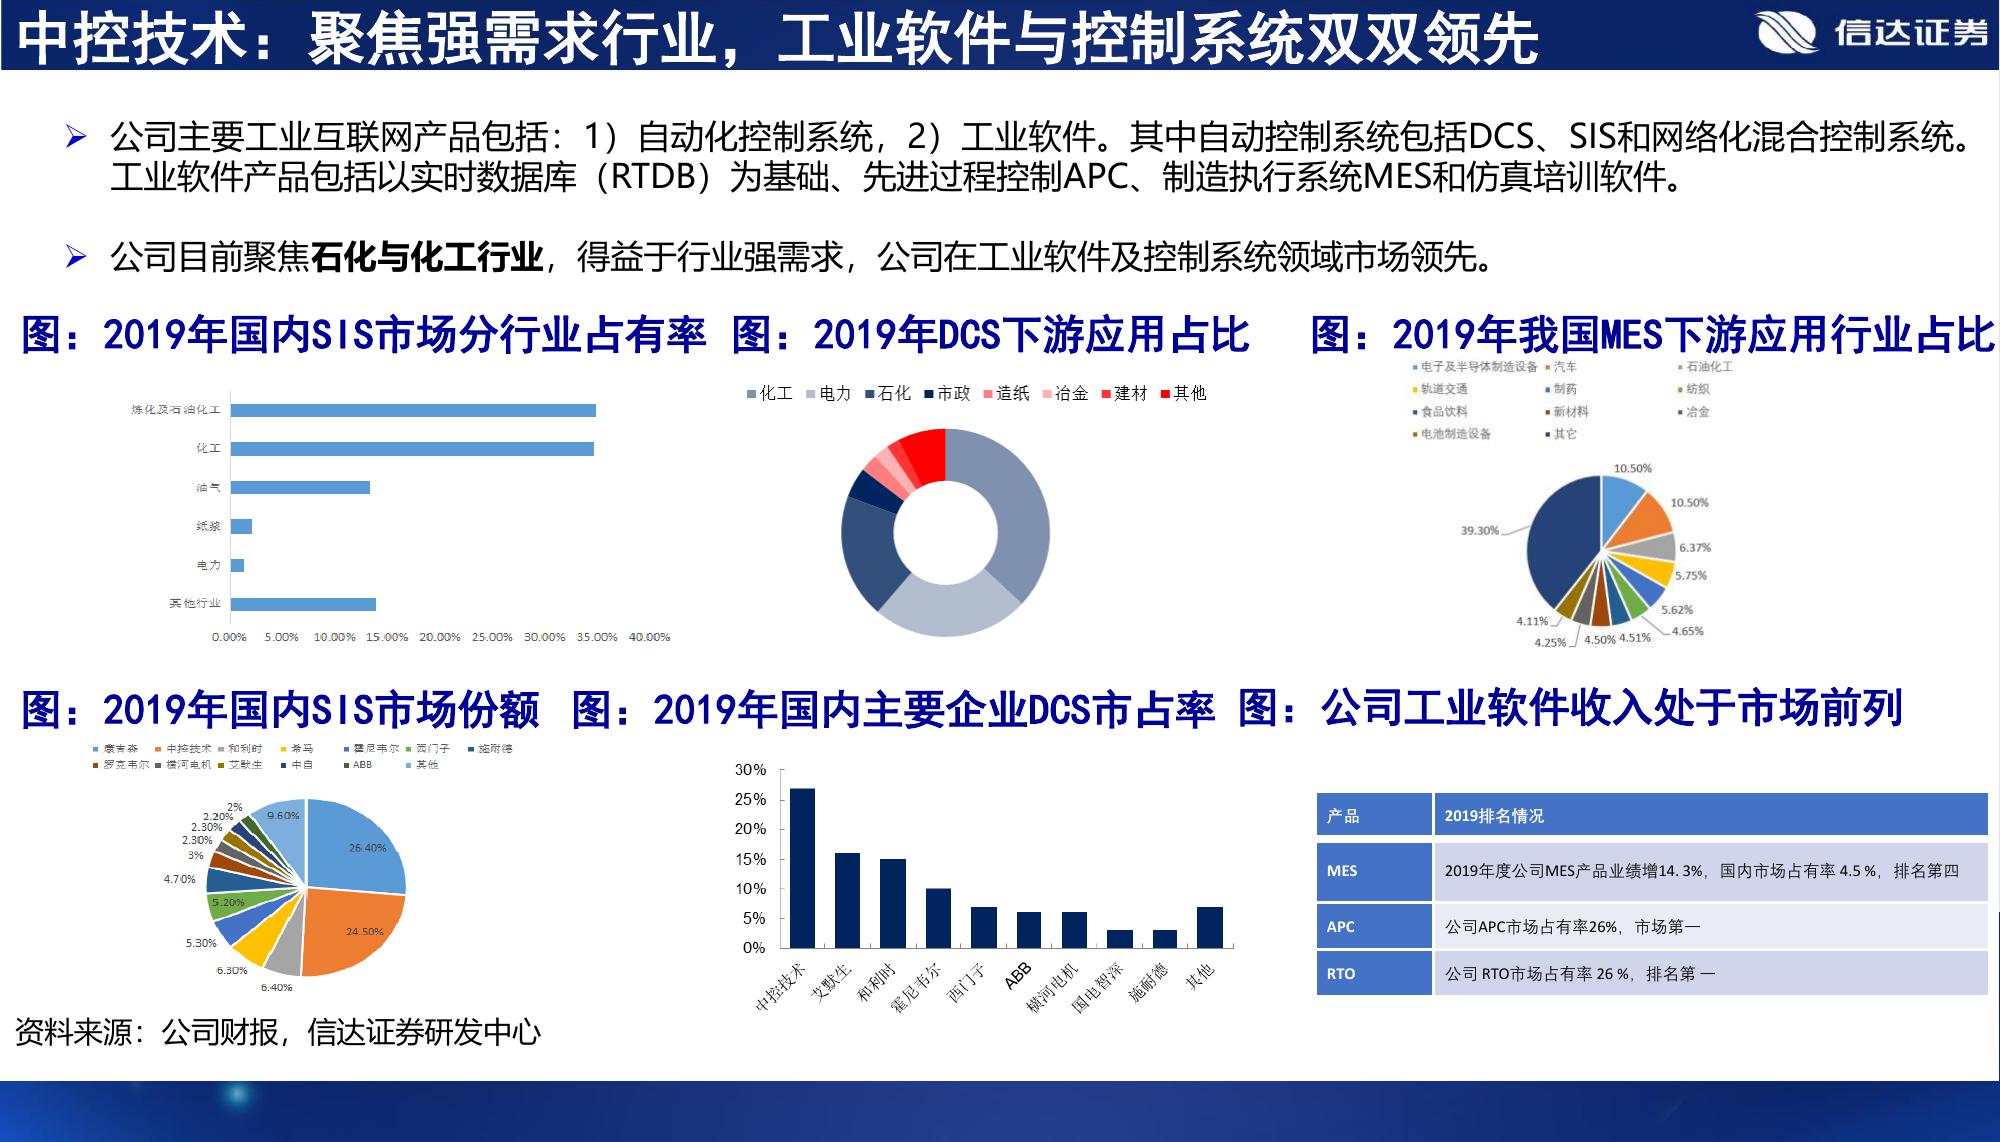 中控技术：聚焦强需求行业，工业软件与控制系统双双领先
信达证券
公司主要工业互联网产品包括：1）自动化控制系统，2）工业软件。其中自动控制系统包括DCS、SIS和网络化混合控制系统。
工业软件产品包括以实时数据库（RTDB）为基础、先进过程控制APC、制造执行系统MES和仿真培训软件。
公司目前聚焦石化与化工行业，得益于行业强需求，公司在工业软件及控制系统领域市场领先。
图：2019年国内SIS市场分行业占有率
炼化及石油化工
化工
油气
纸浆
电力
其他行业
0.00% 5.00% 10.00% 15.00% 20.00% 25.00% 30.00% 35.00% 40.00%
图：2019年DCS下游应用占比
化工 电力 石化 市政 造纸 冶金 建材 其他
图：2019年我国MES下游应用行业占比
电子及半导体制造设备 汽车 石油化工
轨道交通 制药 纺织
食品饮料 新材料 冶金
电池制造设备 其它
10.50%
10.50%
6.37%
5.75%
5.62%
4.65%
4.51%
4.50%
4.25%
4.11%
39.30%
图：2019年国内SIS市场份额
康吉森 中控技术 和利时 希马 霍尼韦尔 西门子 施耐德
罗克韦尔 横河电机 艾默生 中自 ABB 其他
26.40%
24.50%
6.40%
6.30%
5.30%
5.20%
4.70%
3%
2.30%
2.30%
2.20%
2%
9.60%
图：2019年国内主要企业DCS市占率
30%
25%
20%
15%
10%
5%
0%
中控技术 艾默生 和利时 霍尼韦尔 西门子 ABB 横河电机 国电智深 施耐德 其他
图：公司工业软件收入处于市场前列
产品 2019排名情况
MES 2019年度公司MES产品业绩增14.3%，国内市场占有率 4.5 %，排名第四
APC 公司APC市场占有率26%，市场第一
RTO 公司 RTO市场占有率 26 %，排名第 一
资料来源：公司财报，信达证券研发中心